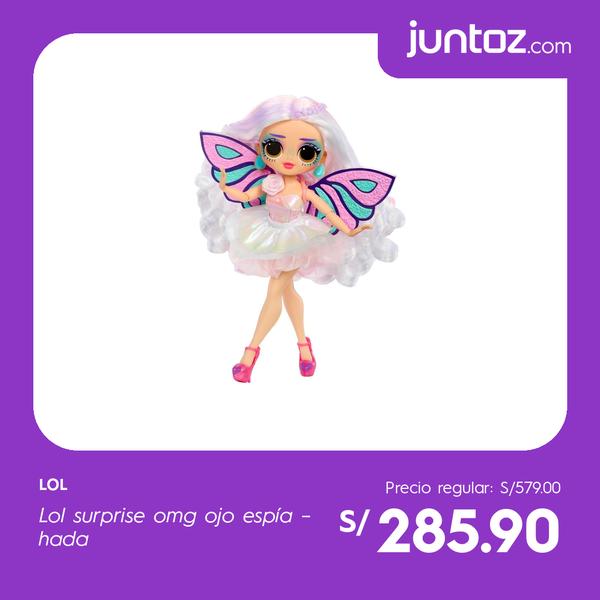 juntoz.com
LOL
Lol surprise omg ojo espía -
hada
Precio regular: S/579.00
S/ 285.90